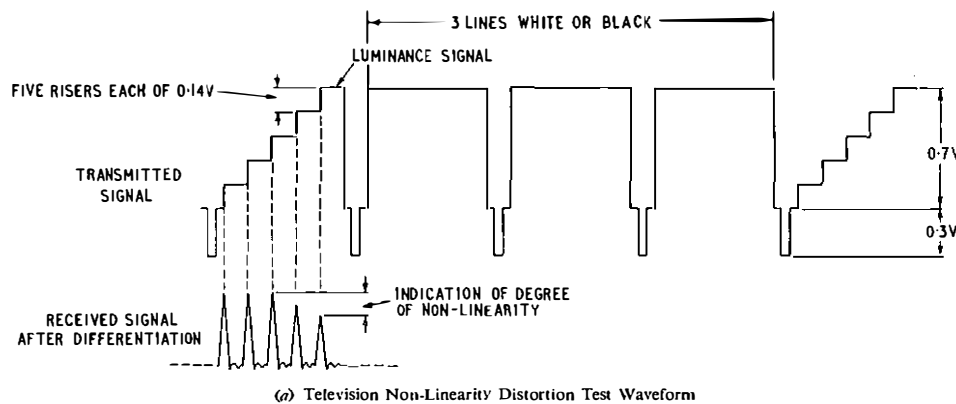 3 LINES WHITE OR BLACK
LUMINANCE SIGNAL
FIVE RISERS EACH OF 0·14V
TRANSMITTED
SIGNAL
0·7V
0·3V
INDICATION OF DEGREE
OF NON-LINEARITY
RECEIVED SIGNAL
AFTER DIFFERENTIATION
(a) Television Non-Linearity Distortion Test Waveform